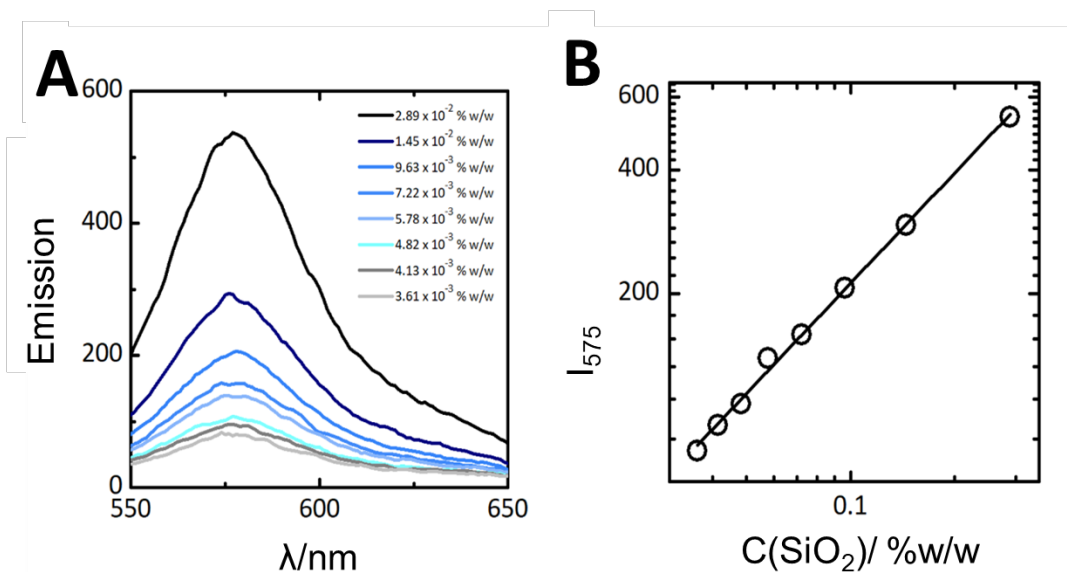 A
600
400
200
0
Emission
550
600
650
λ/nm
2.89 x 10⁻² % w/w
1.45 x 10⁻² % w/w
9.63 x 10⁻³ % w/w
7.22 x 10⁻³ % w/w
5.78 x 10⁻³ % w/w
4.82 x 10⁻³ % w/w
4.13 x 10⁻³ % w/w
3.61 x 10⁻³ % w/w
B
600
400
200
I₅₇₅
0.1
C(SiO₂)/ %w/w